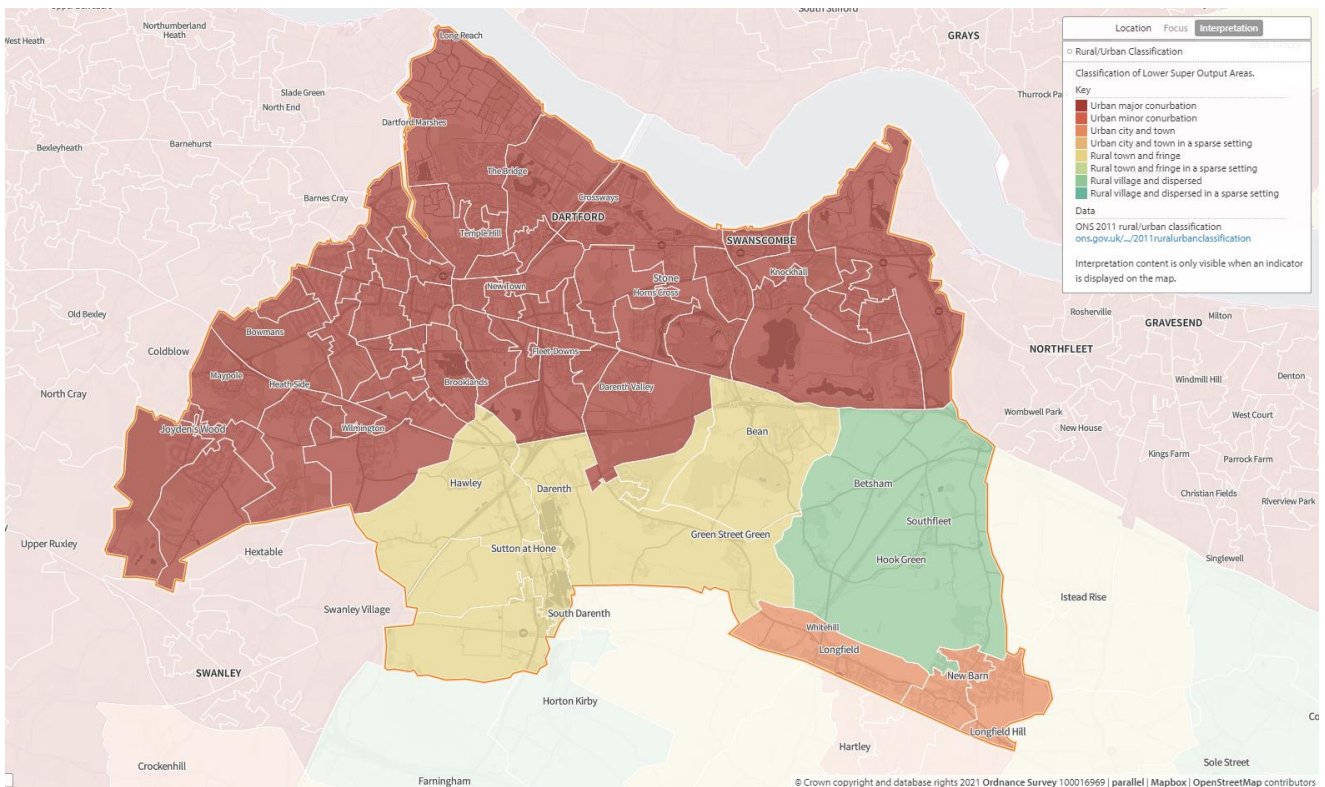 South Stifford
Northumberland
Heath
West Heath
Long Reach
GRAYS
Location Focus Interpretation
Rural/Urban Classification
Classification of Lower Super Output Areas.
Key
Urban major conurbation
Urban minor conurbation
Urban city and town
Urban city and town in a sparse setting
Rural town and fringe
Rural town and fringe in a sparse setting
Rural village and dispersed
Rural village and dispersed in a sparse setting
Data
ONS 2011 rural/urban classification
ons.gov.uk/.../2011ruralurbanclassification
Interpretation content is only visible when an indicator
is displayed on the map.
Slade Green
North End
Dartford Marshes
Bexleyheath
Barnehurst
The Bridge
Barnes Cray
Crossways
DARTFORD
Temple Hill
SWANSCOMBE
Stone
Knockhall
New Town
Horns Cross
Old Bexley
Bowmans
Coldblow
Rosherville
Milton
GRAVESEND
NORTHFLEET
Fleet-Downs
Maypole
Heath-Side
Brooklands
Darenth Valley
North Cray
Windmill Hill
Denton
Wombwell Park
West Court
New House
Joyden's Wood
Wilmington
Bean
Kings Farm
Parrock Farm
Hawley
Darenth
Betsham
Christian Fields
Riverview Park
Southfleet
Green Street Green
Upper Ruxley
Hextable
Sutton at Hone
Hook Green
Singlewell
Istead Rise
Swanley Village
South Darenth
Whitehill
Longfield
SWANLEY
New Barn
Horton Kirby
Longfield Hill
Hartley
Crockenhill
Farningham
Sole Street
© Crown copyright and database rights 2021 Ordnance Survey 100016969 | parallel | Mapbox | OpenStreetMap contributors